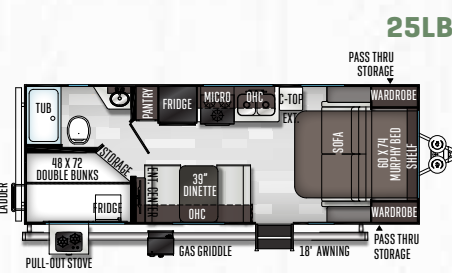 25LB
PASS THRU
STORAGE
WARDROBE
TUB
PANTRY
FRIDGE
MICRO
OHC
C-TOP
EXT.
SOFA
60 X 74
MURPHY BED
SHELF
48 X 72
DOUBLE BUNKS
STORAGE
ENT. CENTER
39"
DINETTE
OHC
FRIDGE
WARDROBE
LADDER
PULL-OUT STOVE
GAS GRIDDLE
18' AWNING
PASS THRU
STORAGE